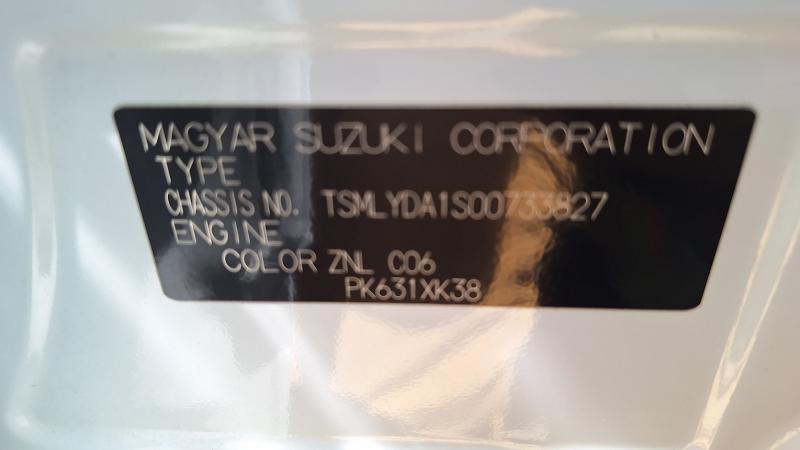 MAGYAR SUZUKI CORPORATION
TYPE
CHASSIS NO. TSMLYDA1S00733827
ENGINE
COLOR ZNL C06
PK631XK38